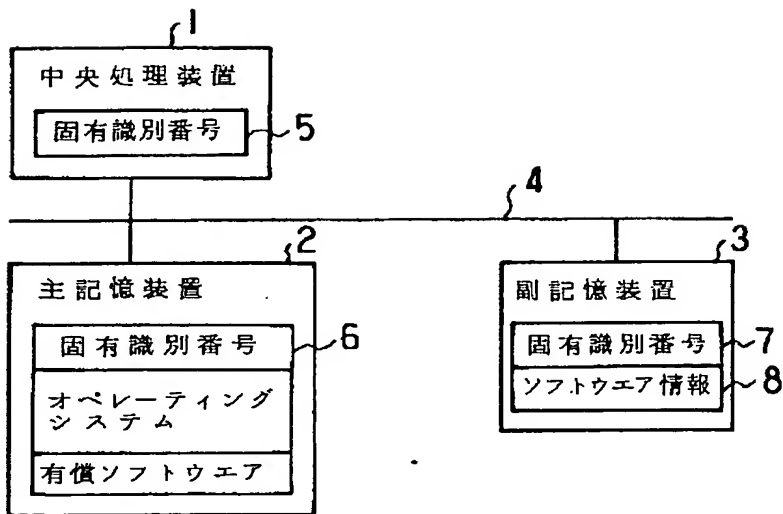 1
中央処理装置
固有識別番号
5
4
2
主記憶装置
固有識別番号
6
オペレーティング
システム
有償ソフトウエア
3
副記憶装置
固有識別番号
7
ソフトウエア情報
8